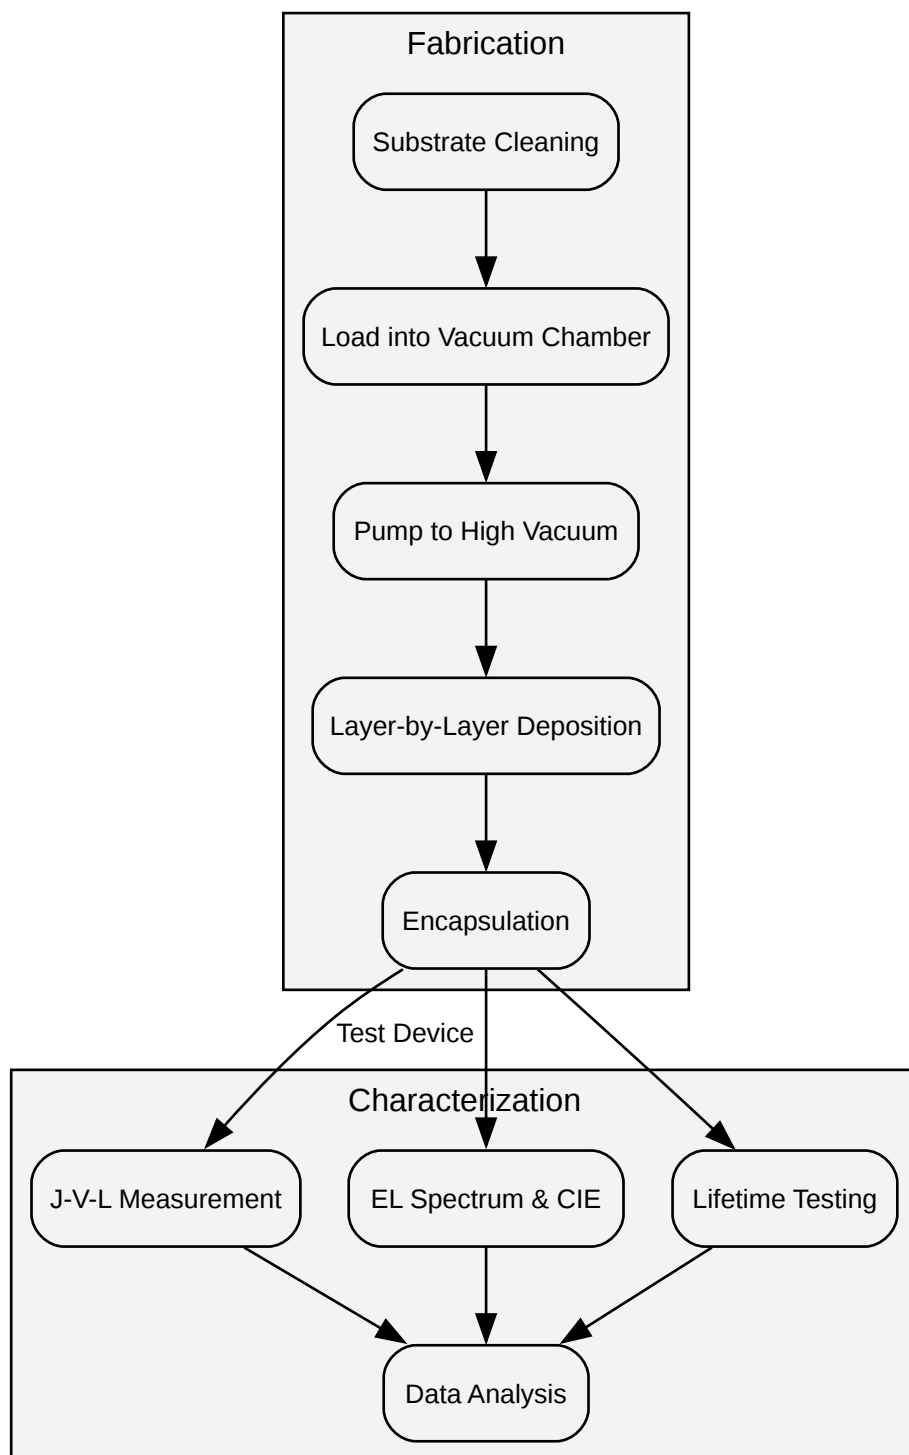 Fabrication
Substrate Cleaning
Load into Vacuum Chamber
Pump to High Vacuum
Layer-by-Layer Deposition
Encapsulation
Test Device
Characterization
J-V-L Measurement
EL Spectrum & CIE
Lifetime Testing
Data Analysis